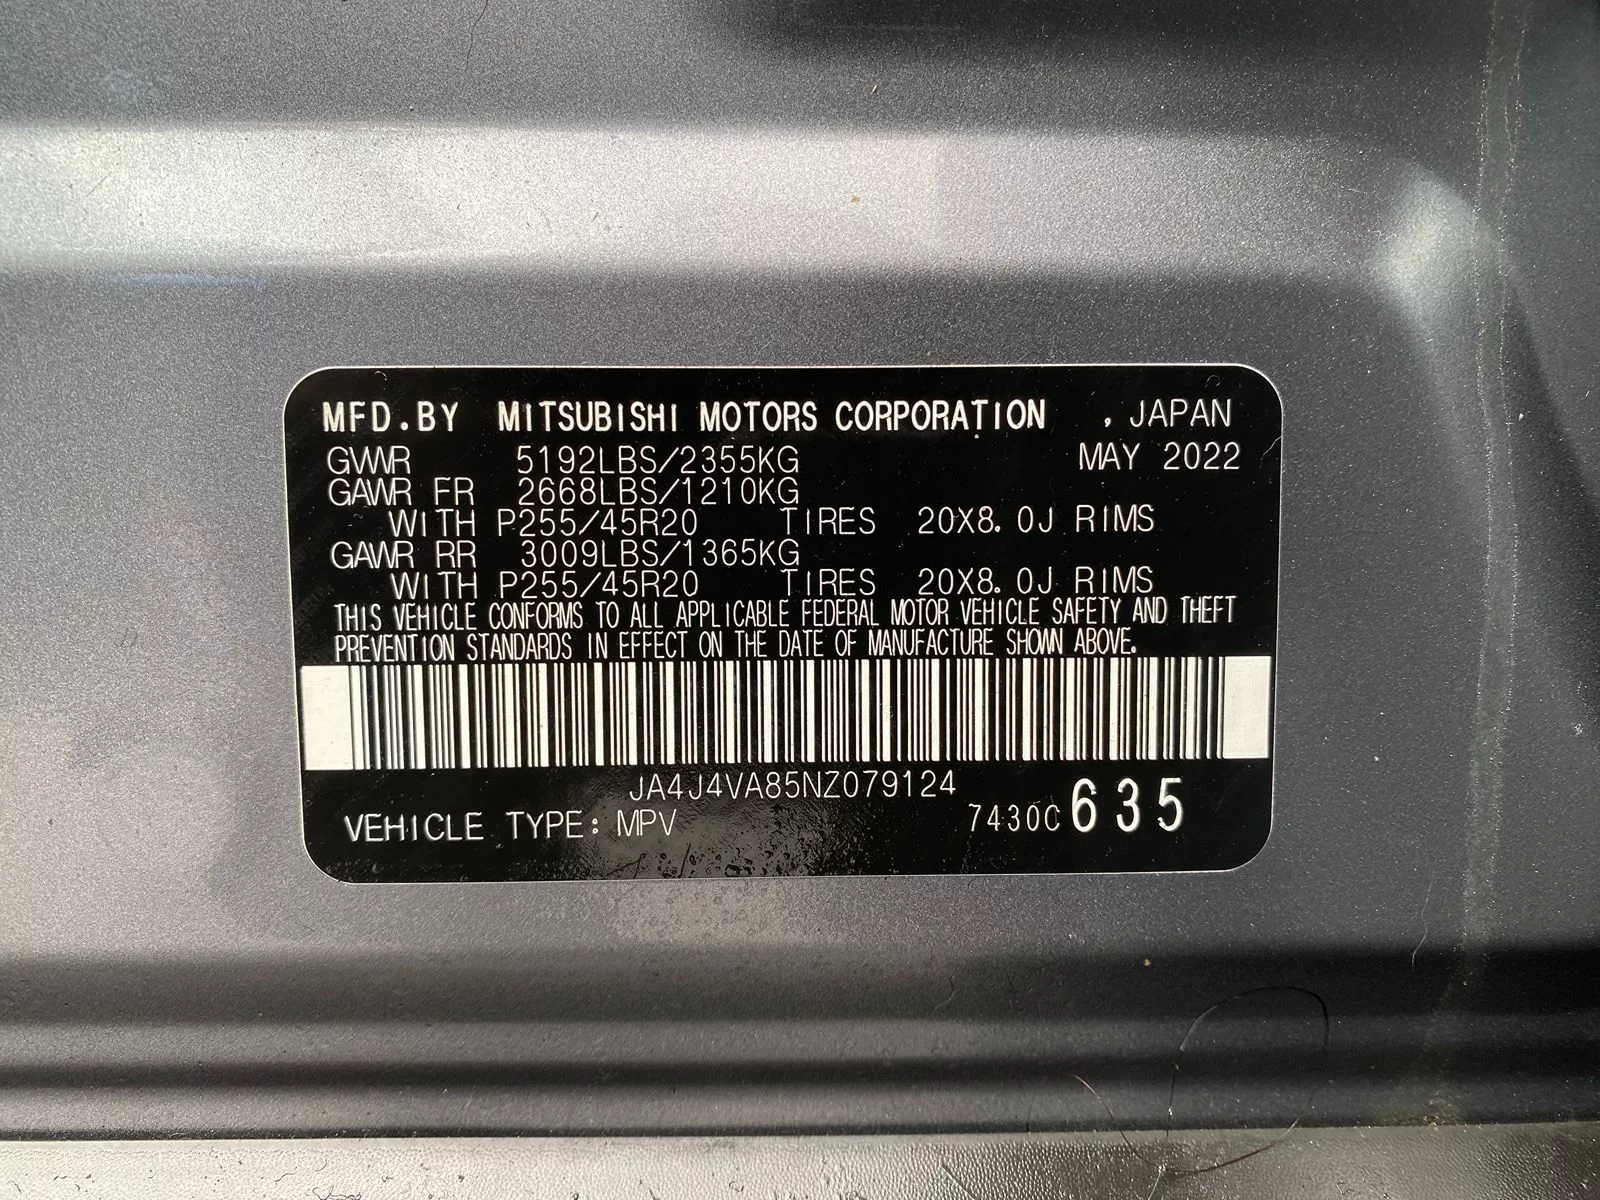 MFD.BY MITSUBISHI MOTORS CORPORATION , JAPAN
GVWR 5192LBS/2355KG MAY 2022
GAWR FR 2668LBS/1210KG
WITH P255/45R20 TIRES 20X8.0J RIMS
GAWR RR 3009LBS/1365KG
WITH P255/45R20 TIRES 20X8.0J RIMS
THIS VEHICLE CONFORMS TO ALL APPLICABLE FEDERAL MOTOR VEHICLE SAFETY AND THEFT
PREVENTION STANDARDS IN EFFECT ON THE DATE OF MANUFACTURE SHOWN ABOVE.
JA4J4VA85NZ079124
VEHICLE TYPE: MPV 7430C 635